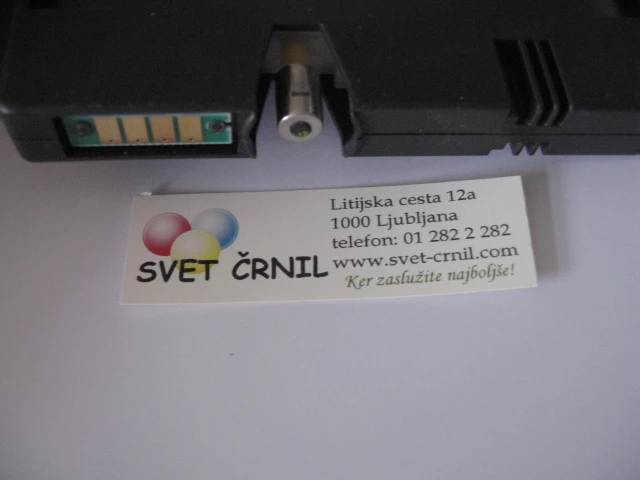 SVET ČRNIL
Litijska cesta 12a
1000 Ljubljana
telefon: 01 282 2 282
www.svet-crnil.com
Ker zaslužite najboljše!